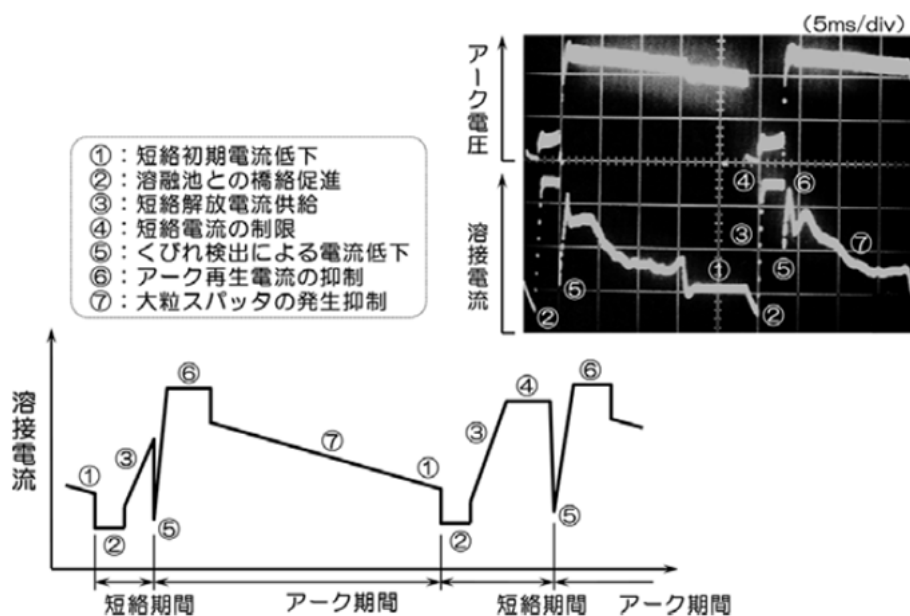 (5ms/div)
アーク電圧
溶接電流
④
⑥
③
①
⑤
⑦
②
⑤
②
①:短絡初期電流低下
②:溶融池との橋絡促進
③:短絡解放電流供給
④:短絡電流の制限
⑤:くびれ検出による電流低下
⑥:アーク再生電流の抑制
⑦:大粒スパッタの発生抑制
溶接電流
①
②
③
⑤
⑥
⑦
①
②
③
④
⑤
⑥
短絡期間
アーク期間
短絡期間
アーク期間